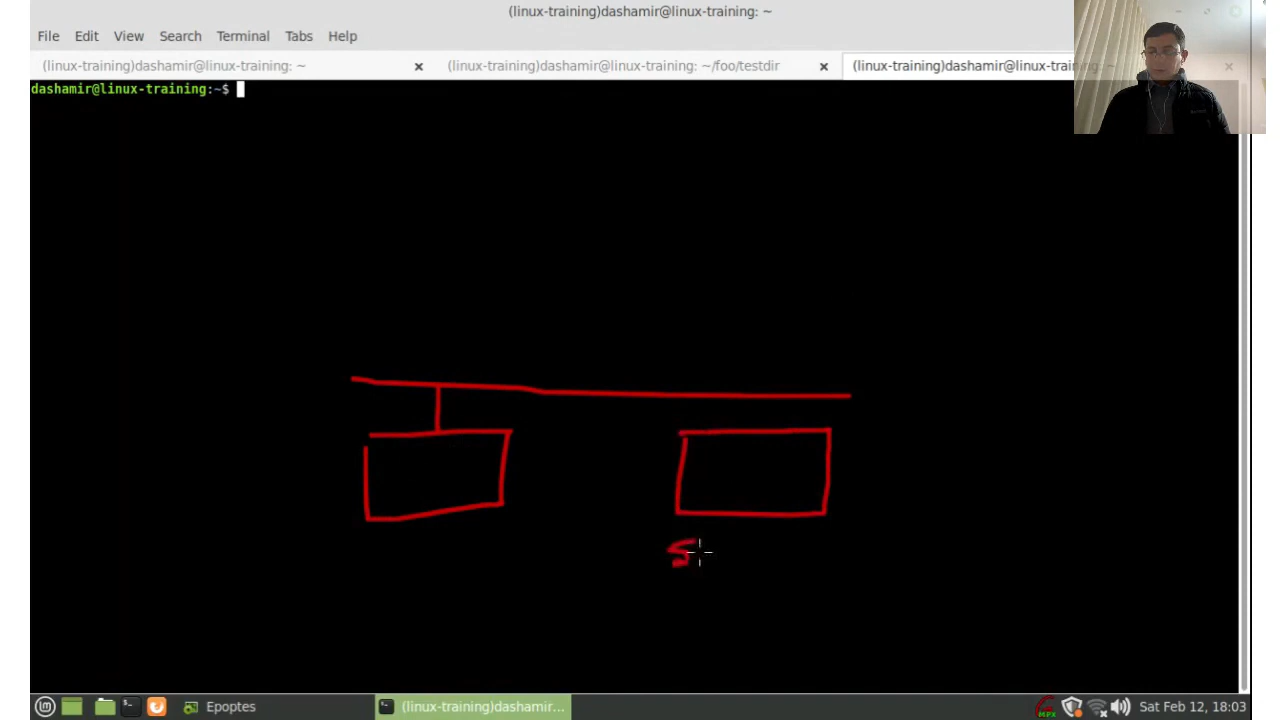 (linux-training)dashamir@linux-training: ~
File Edit View Search Terminal Tabs Help
(linux-training)dashamir@linux-training: ~ (linux-training)dashamir@linux-training: ~/foo/testdir (linux-training)dashamir@linux-training: ~
dashamir@linux-training:~$
S
Epoptes (linux-training)dashamir... MPX Sat Feb 12, 18:03